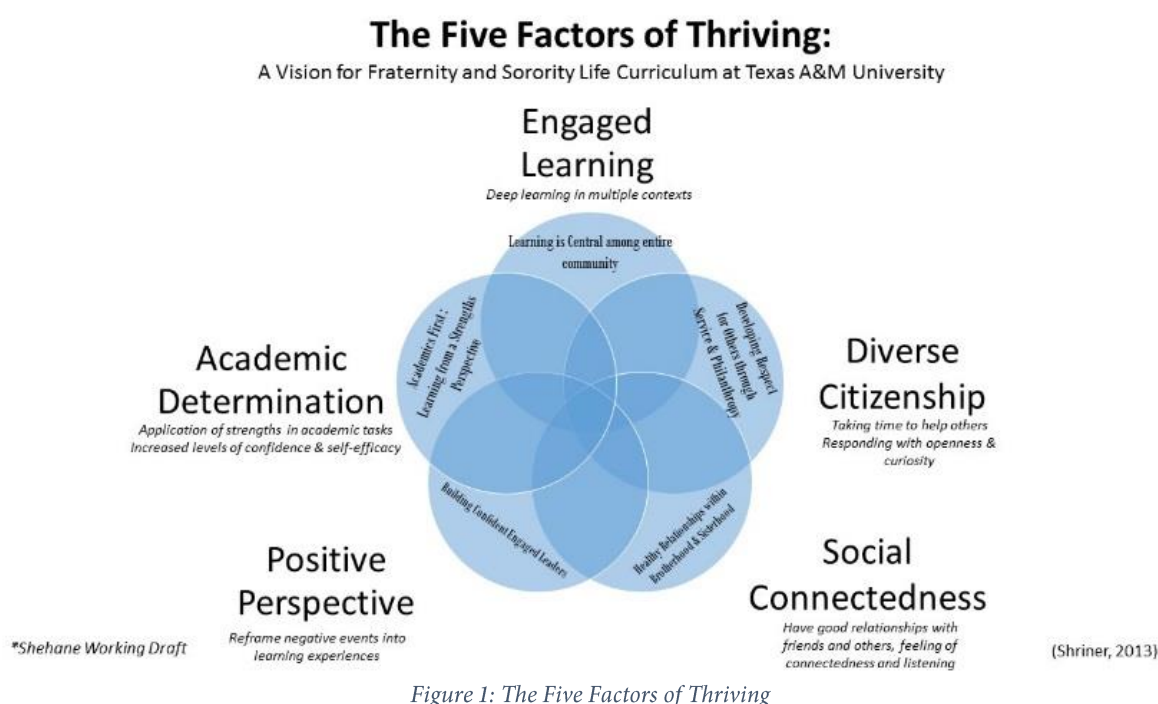 The Five Factors of Thriving:
A Vision for Fraternity and Sorority Life Curriculum at Texas A&M University
Engaged
Learning
Deep learning in multiple contexts
Learning is Central among entire
community
Academics First :
Learning from a Strengths
Perspective
Developing Respect
for Others through
Service & Philanthropy
Academic
Determination
Application of strengths in academic tasks
Increased levels of confidence & self-efficacy
Diverse
Citizenship
Taking time to help others
Responding with openness &
curiosity
Building Confident Engaged Leaders
Healthy Relationships within
Brotherhood & Sisterhood
Positive
Perspective
Reframe negative events into
learning experiences
Social
Connectedness
Have good relationships with
friends and others, feeling of
connectedness and listening
*Shehane Working Draft
(Shriner, 2013)
Figure 1: The Five Factors of Thriving